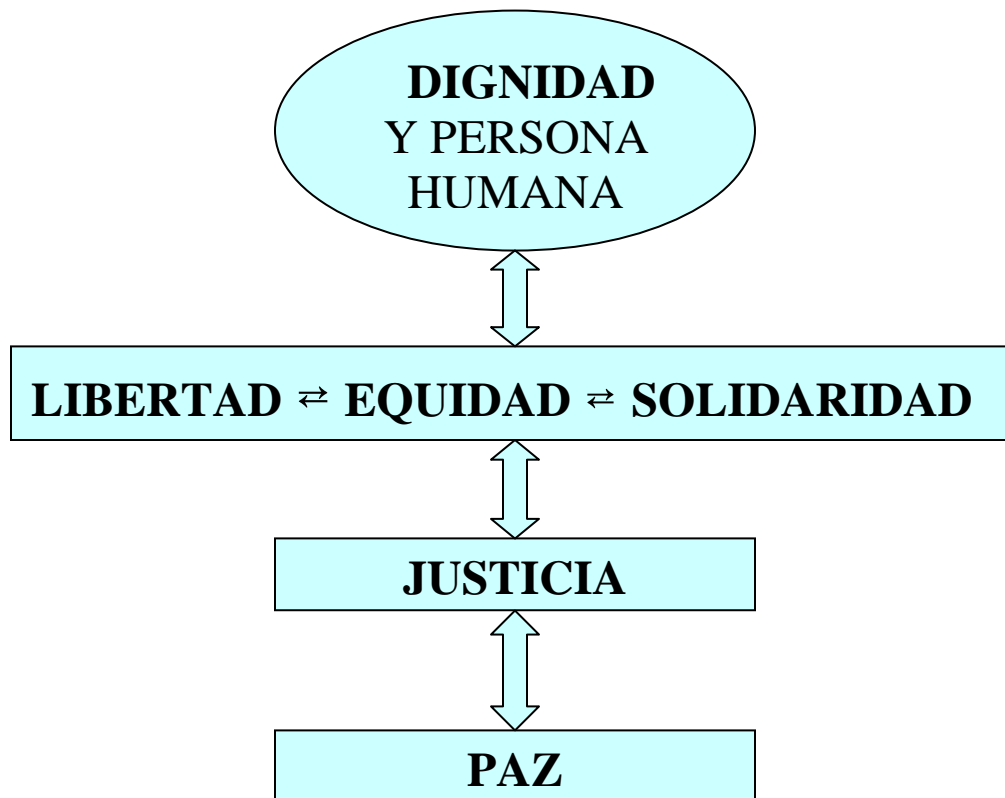 DIGNIDAD
Y PERSONA
HUMANA
LIBERTAD ⇄ EQUIDAD ⇄ SOLIDARIDAD
JUSTICIA
PAZ